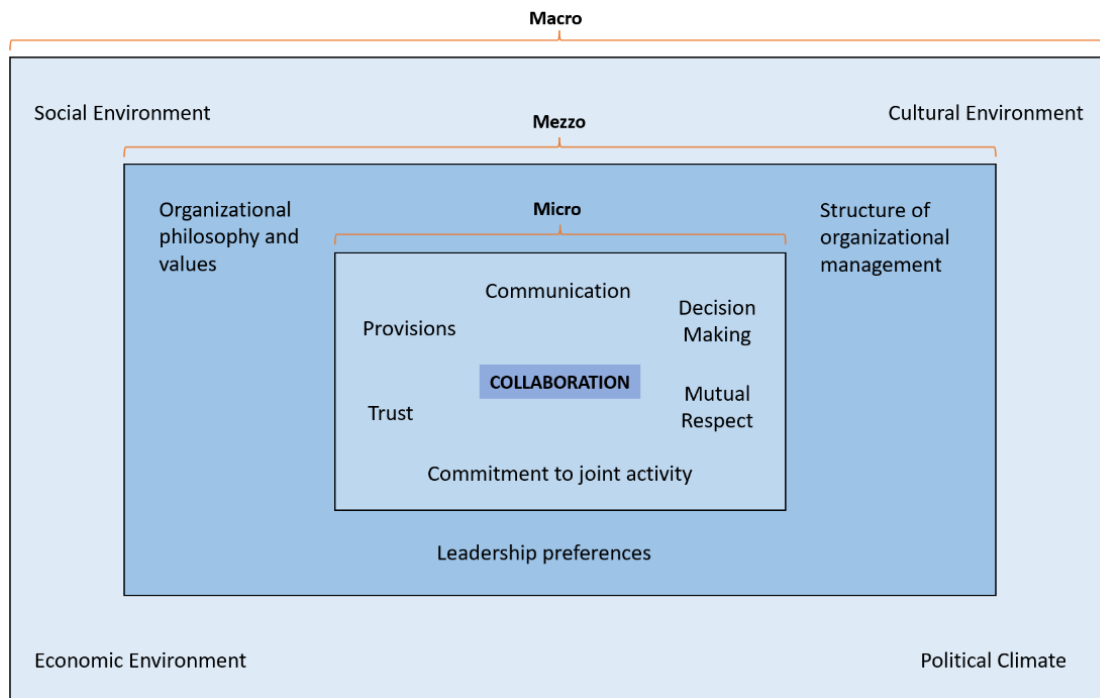 Macro
Social Environment
Cultural Environment
Mezzo
Organizational
philosophy and
values
Micro
Structure of
organizational
management
Communication
Provisions
Decision
Making
COLLABORATION
Trust
Mutual
Respect
Commitment to joint activity
Leadership preferences
Economic Environment
Political Climate